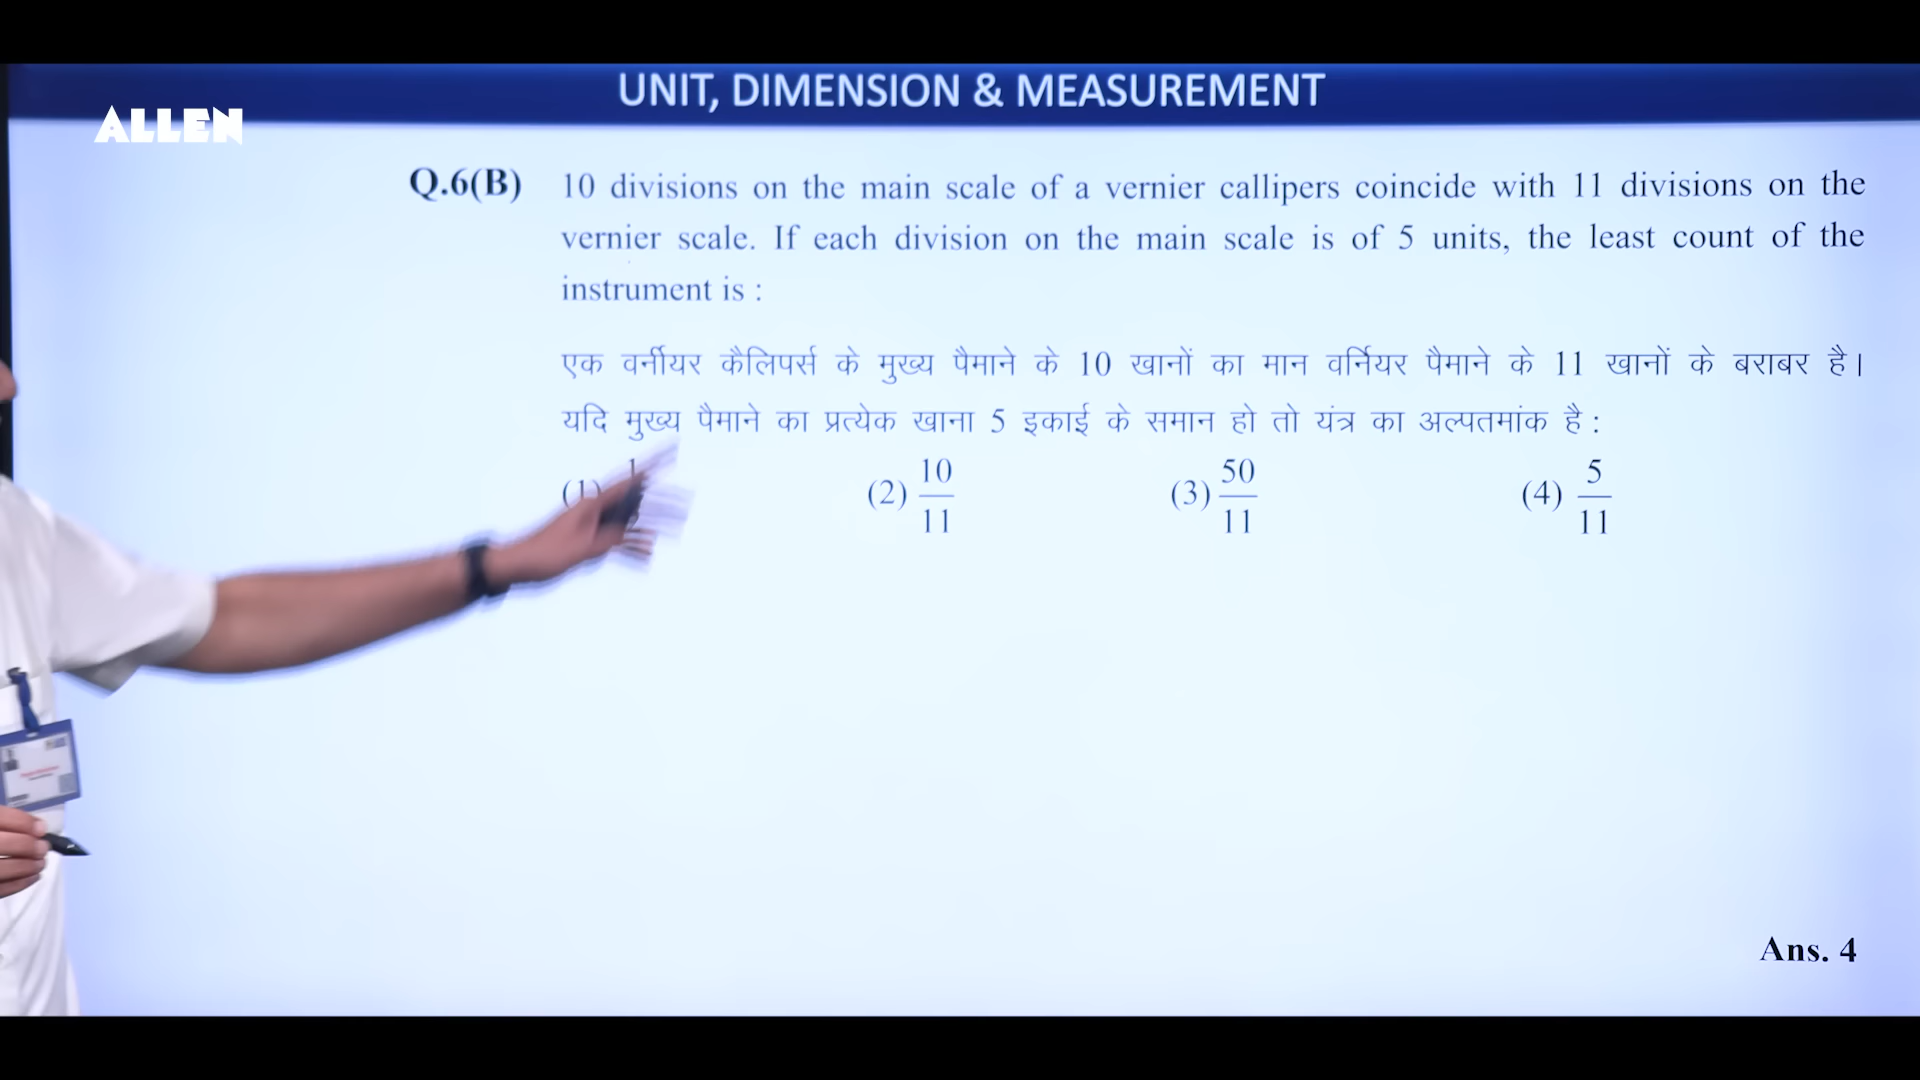 UNIT, DIMENSION & MEASUREMENT
ALLEN
Q.6(B) 10 divisions on the main scale of a vernier callipers coincide with 11 divisions on the
vernier scale. If each division on the main scale is of 5 units, the least count of the
instrument is :
एक वर्नीयर कैलिपर्स के मुख्य पैमाने के 10 खानों का मान वर्नियर पैमाने के 11 खानों के बराबर है।
यदि मुख्य पैमाने का प्रत्येक खाना 5 इकाई के समान हो तो यंत्र का अल्पतमांक है :
(1) (2) 10/11 (3) 50/11 (4) 5/11
Ans. 4